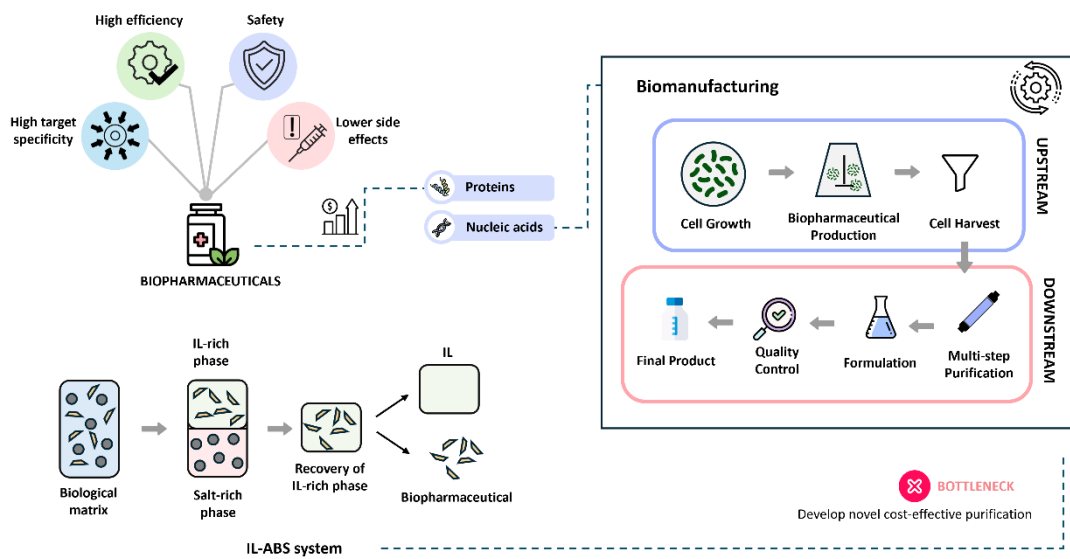 High efficiency
Safety
High target
specificity
Lower side
effects
BIOPHARMACEUTICALS
$
Proteins
Nucleic acids
Biomanufacturing
UPSTREAM
Cell Growth
Biopharmaceutical
Production
Cell Harvest
DOWNSTREAM
Final Product
Quality
Control
Formulation
Multi-step
Purification
IL-rich
phase
IL
Biological
matrix
Salt-rich
phase
Recovery of
IL-rich phase
Biopharmaceutical
BOTTLENECK
Develop novel cost-effective purification
IL-ABS system